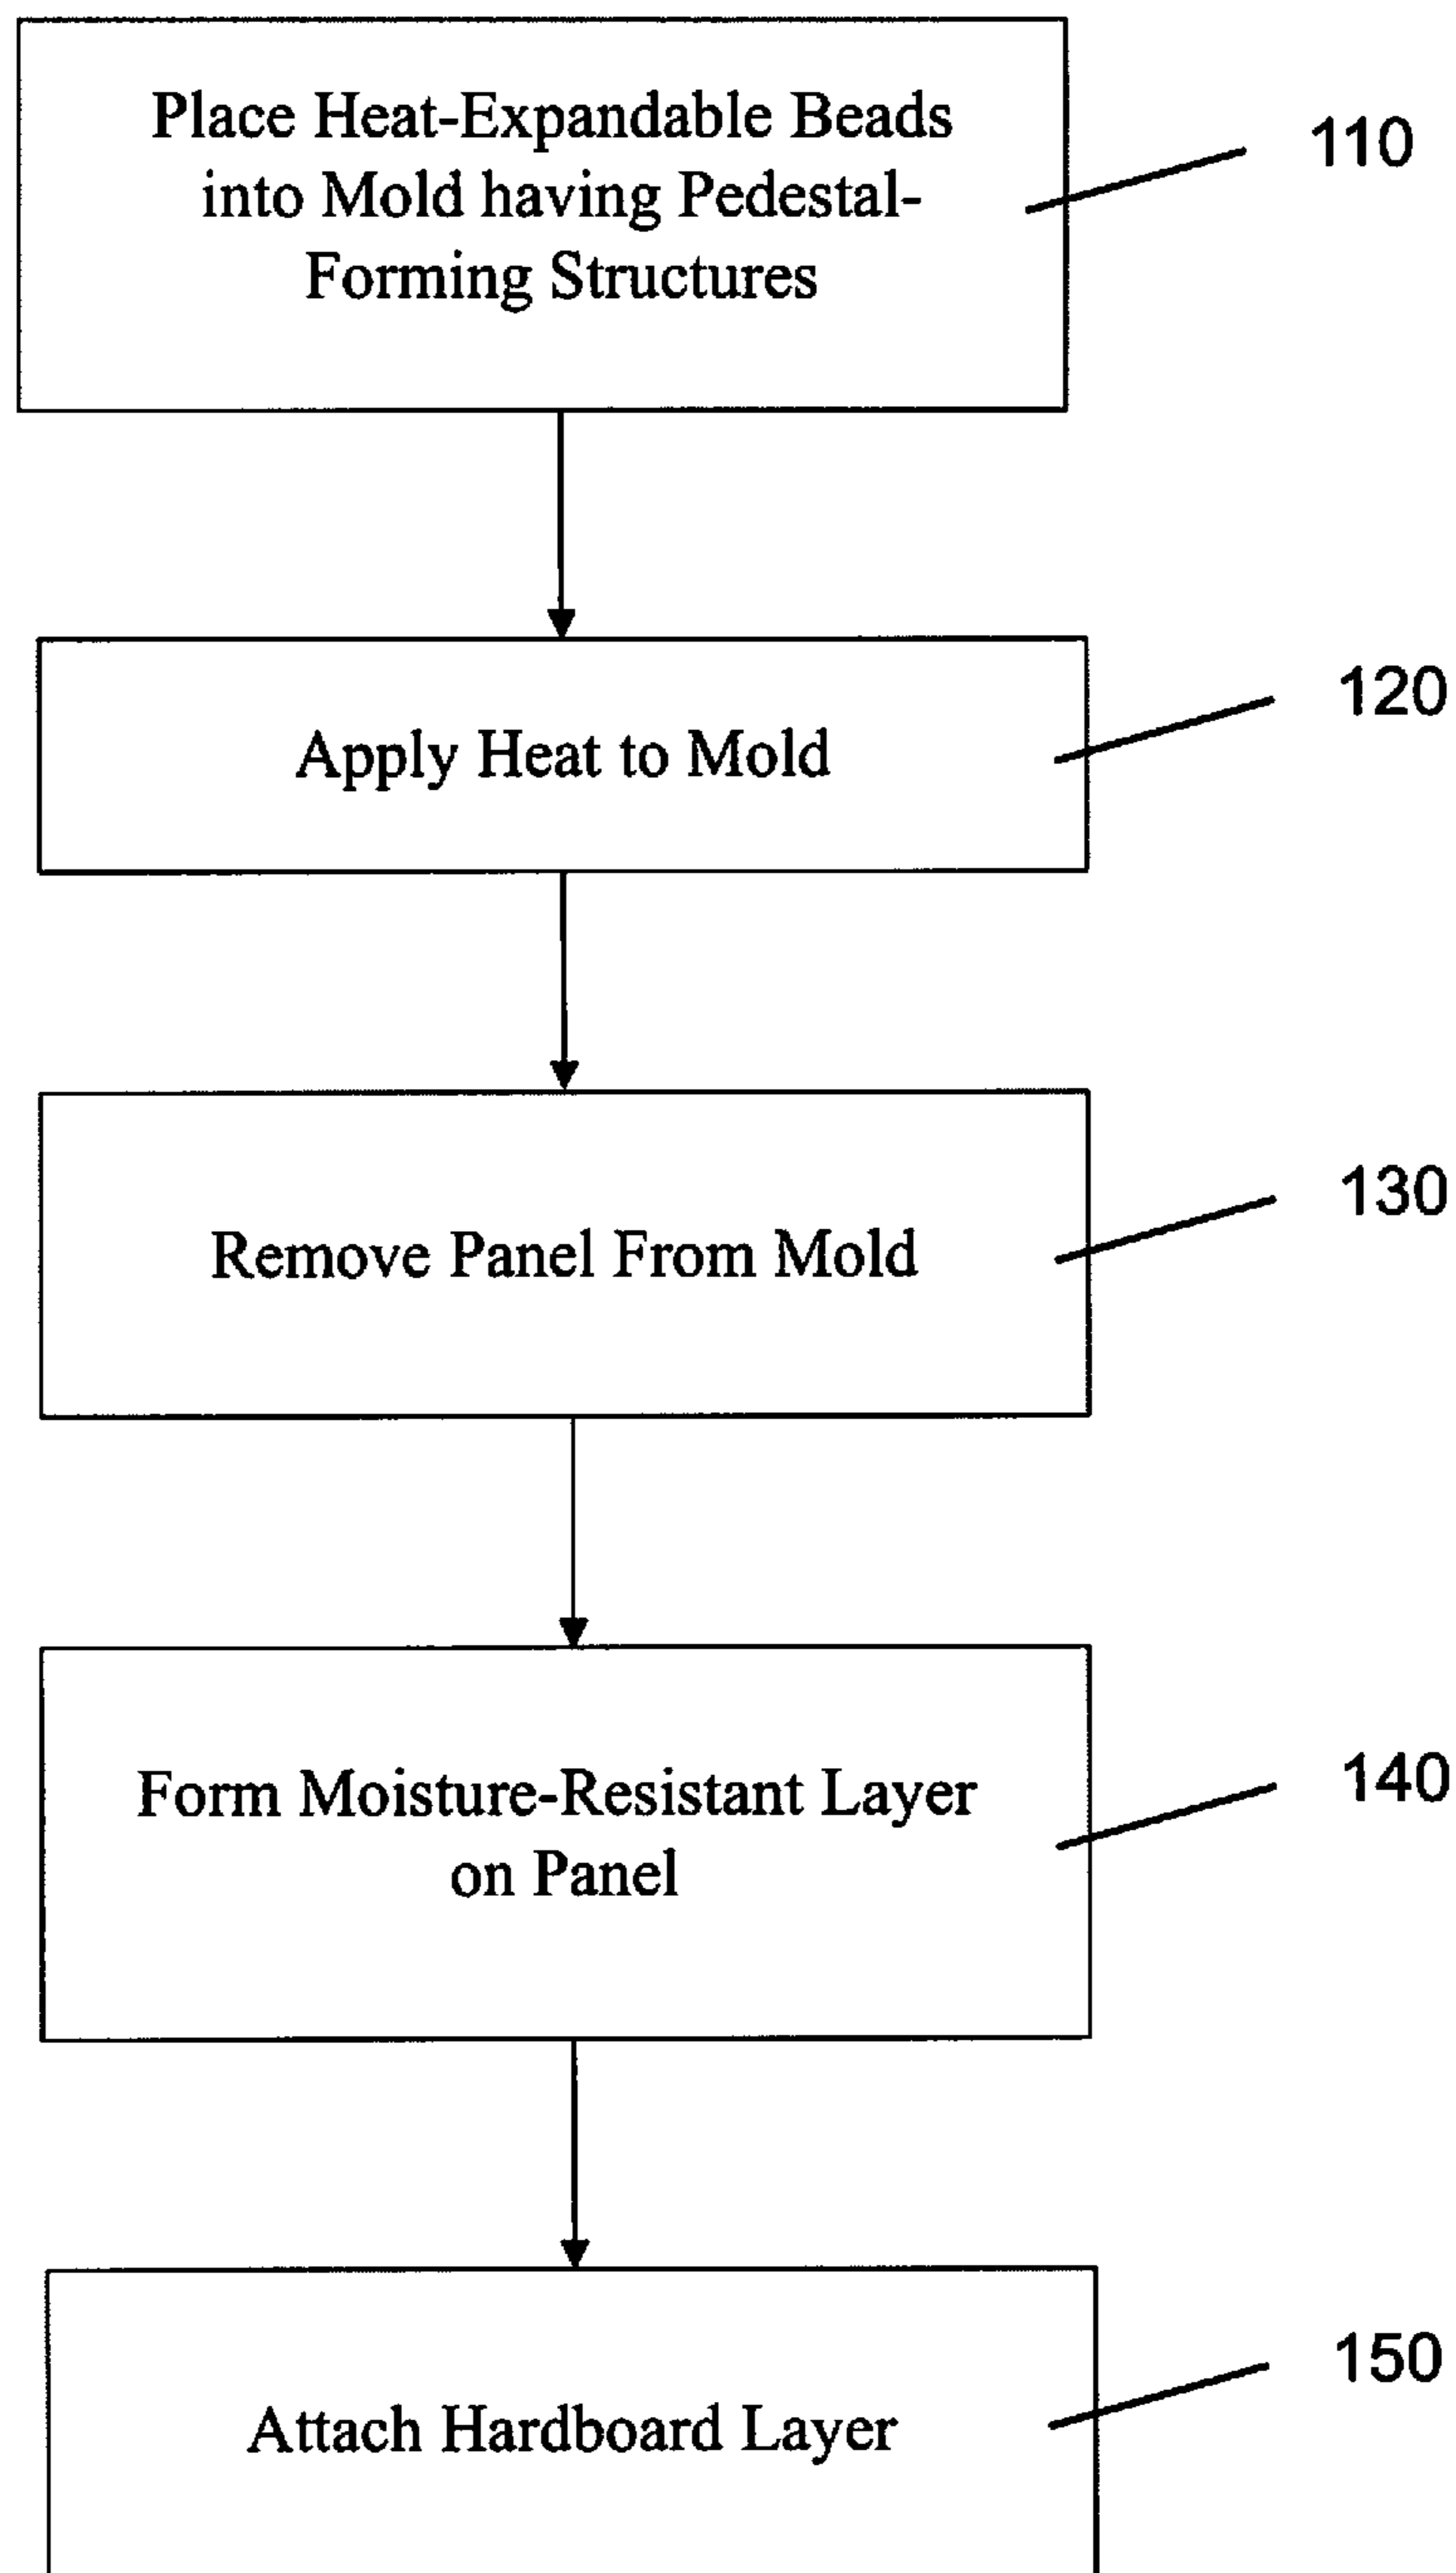 Place Heat-Expandable Beads
into Mold having Pedestal-
Forming Structures
110
Apply Heat to Mold
120
Remove Panel From Mold
130
Form Moisture-Resistant Layer
on Panel
140
Attach Hardboard Layer
150